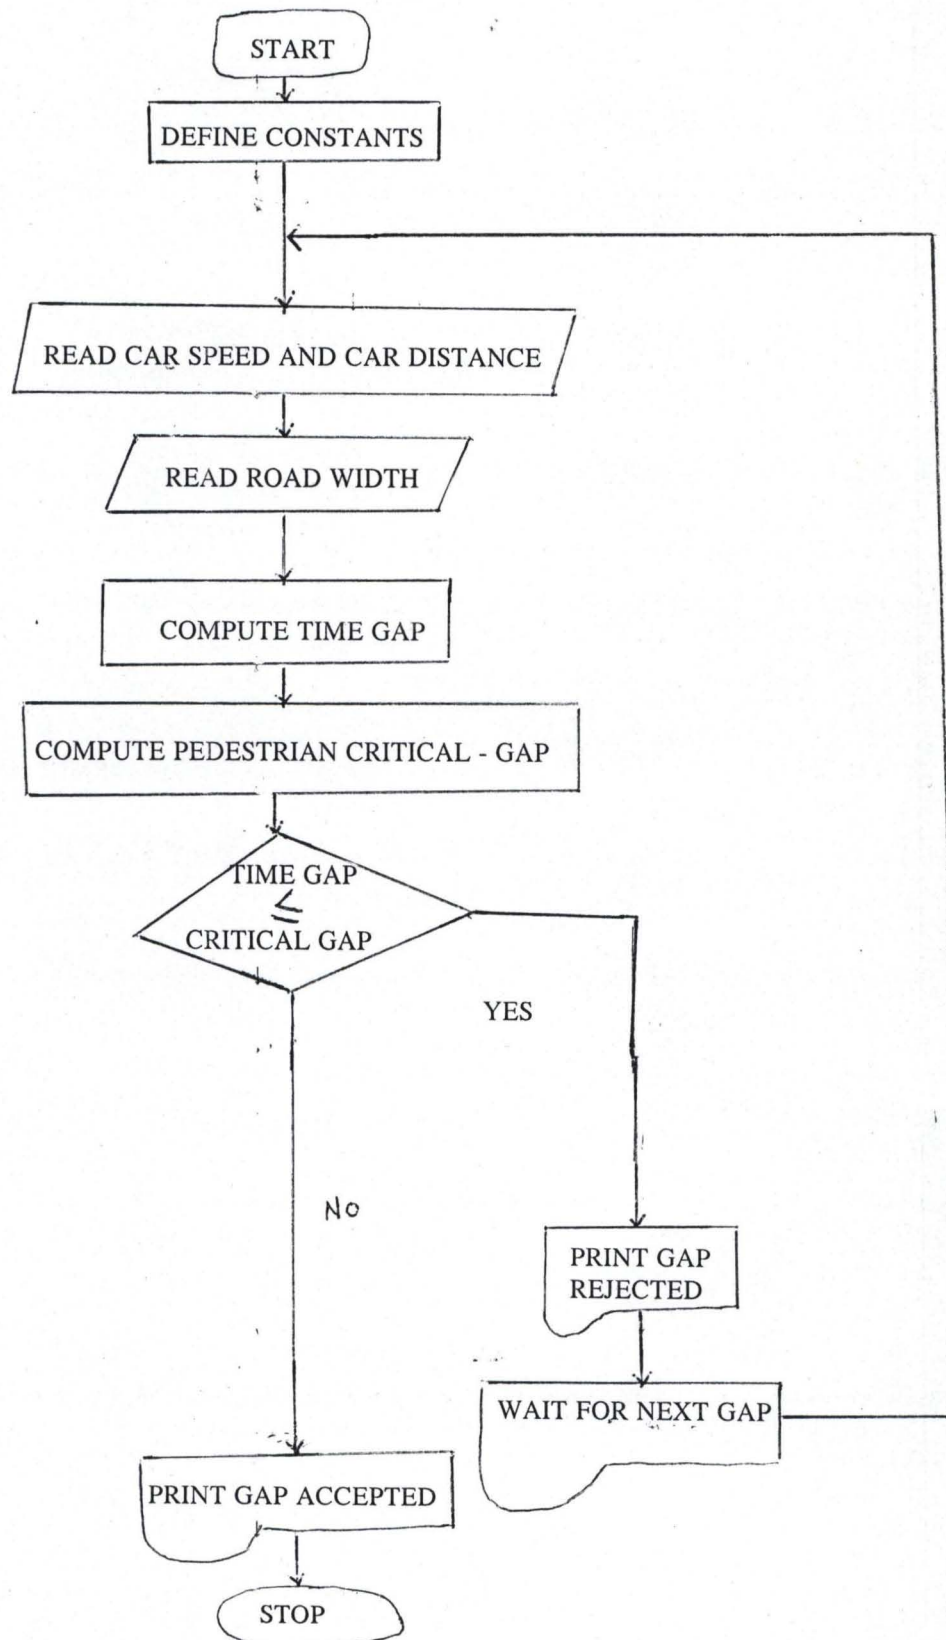 START
DEFINE CONSTANTS
READ CAR SPEED AND CAR DISTANCE
READ ROAD WIDTH
COMPUTE TIME GAP
COMPUTE PEDESTRIAN CRITICAL - GAP
TIME GAP
≤
CRITICAL GAP
YES
NO
PRINT GAP
REJECTED
WAIT FOR NEXT GAP
PRINT GAP ACCEPTED
STOP